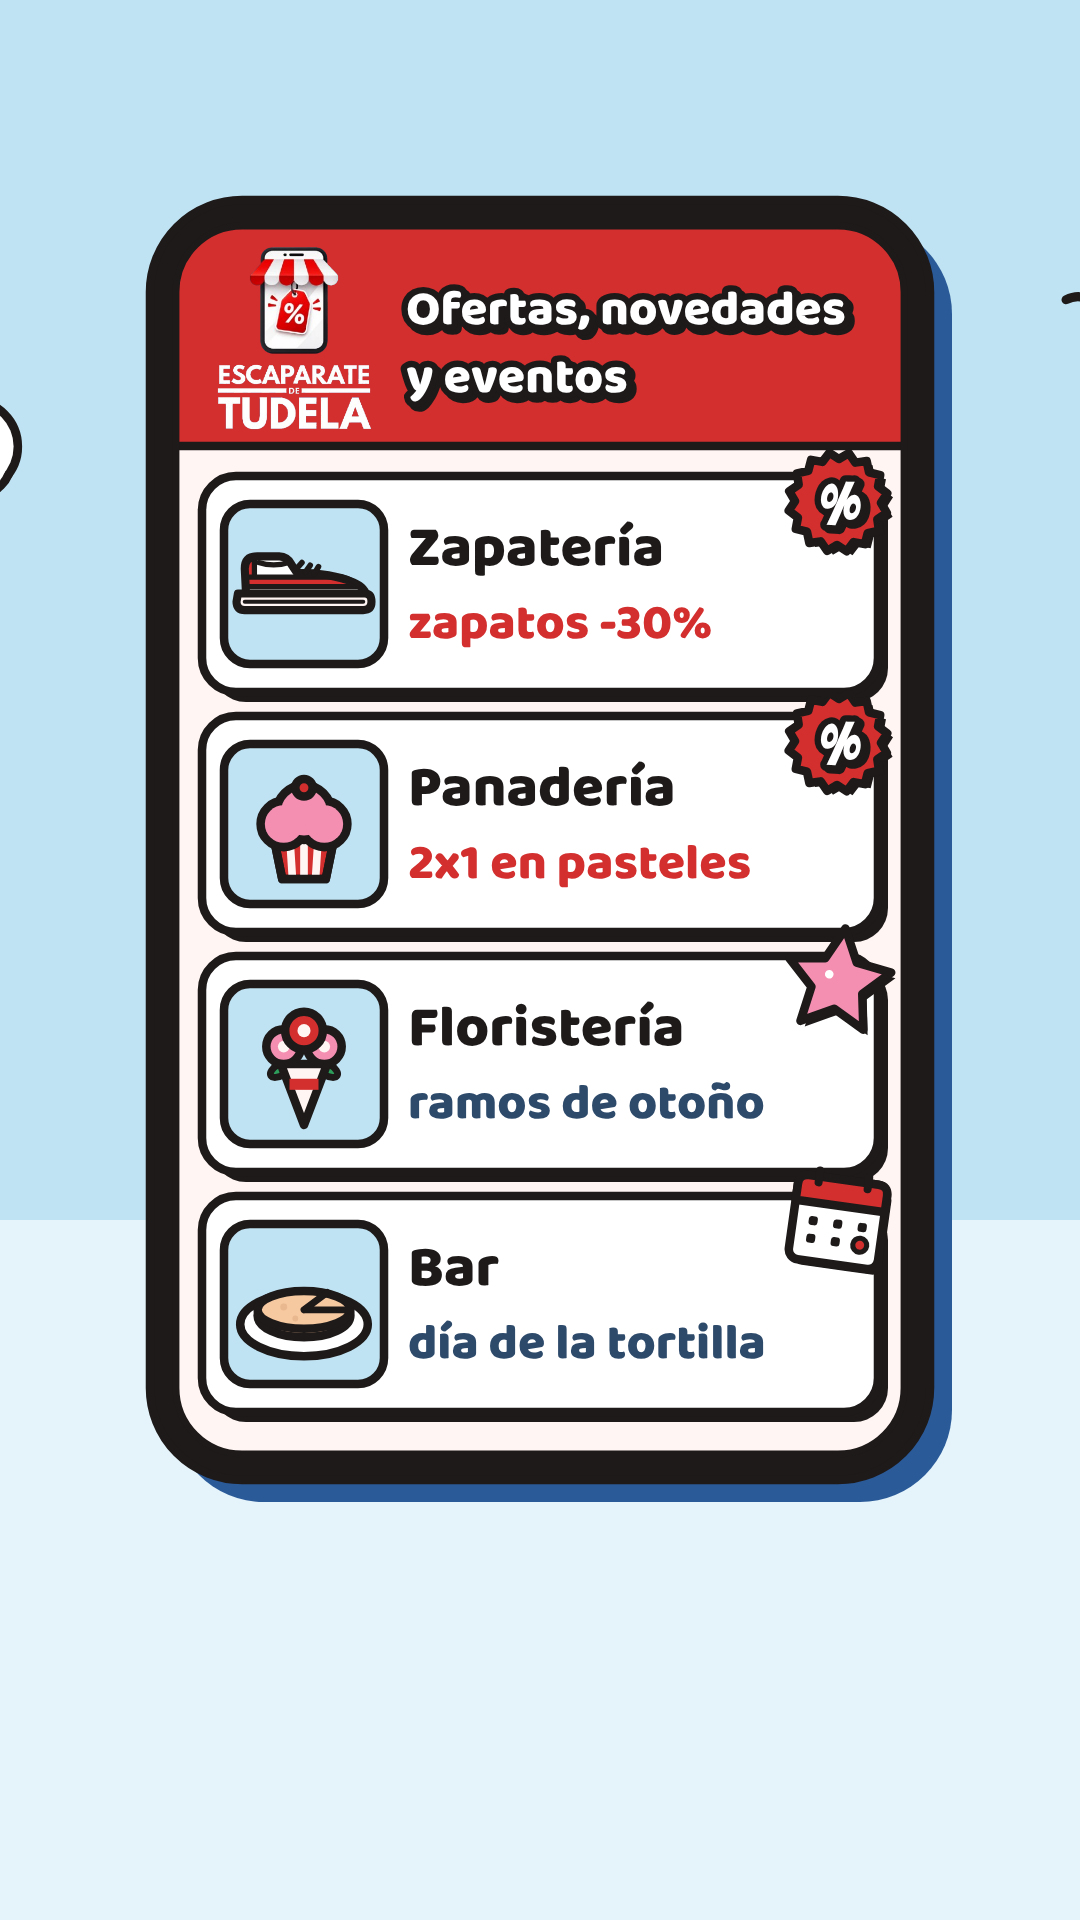 ESCAPARATE
DE
TUDELA
%
Ofertas, novedades
y eventos
%
Zapatería
zapatos -30%
%
Panadería
2x1 en pasteles
Floristería
ramos de otoño
Bar
día de la tortilla